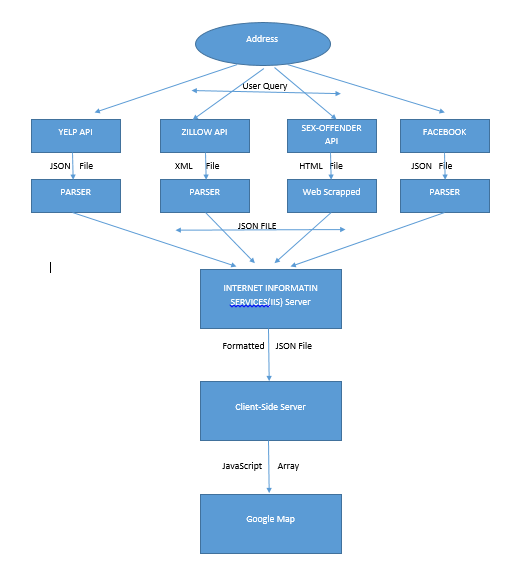 Address
User Query
YELP API
ZILLOW API
SEX-OFFENDER
API
FACEBOOK
JSON File
XML File
HTML File
JSON File
PARSER
PARSER
Web Scrapped
PARSER
JSON FILE
INTERNET INFORMATIN
SERVICES(IIS) Server
Formatted JSON File
Client-Side Server
JavaScript Array
Google Map